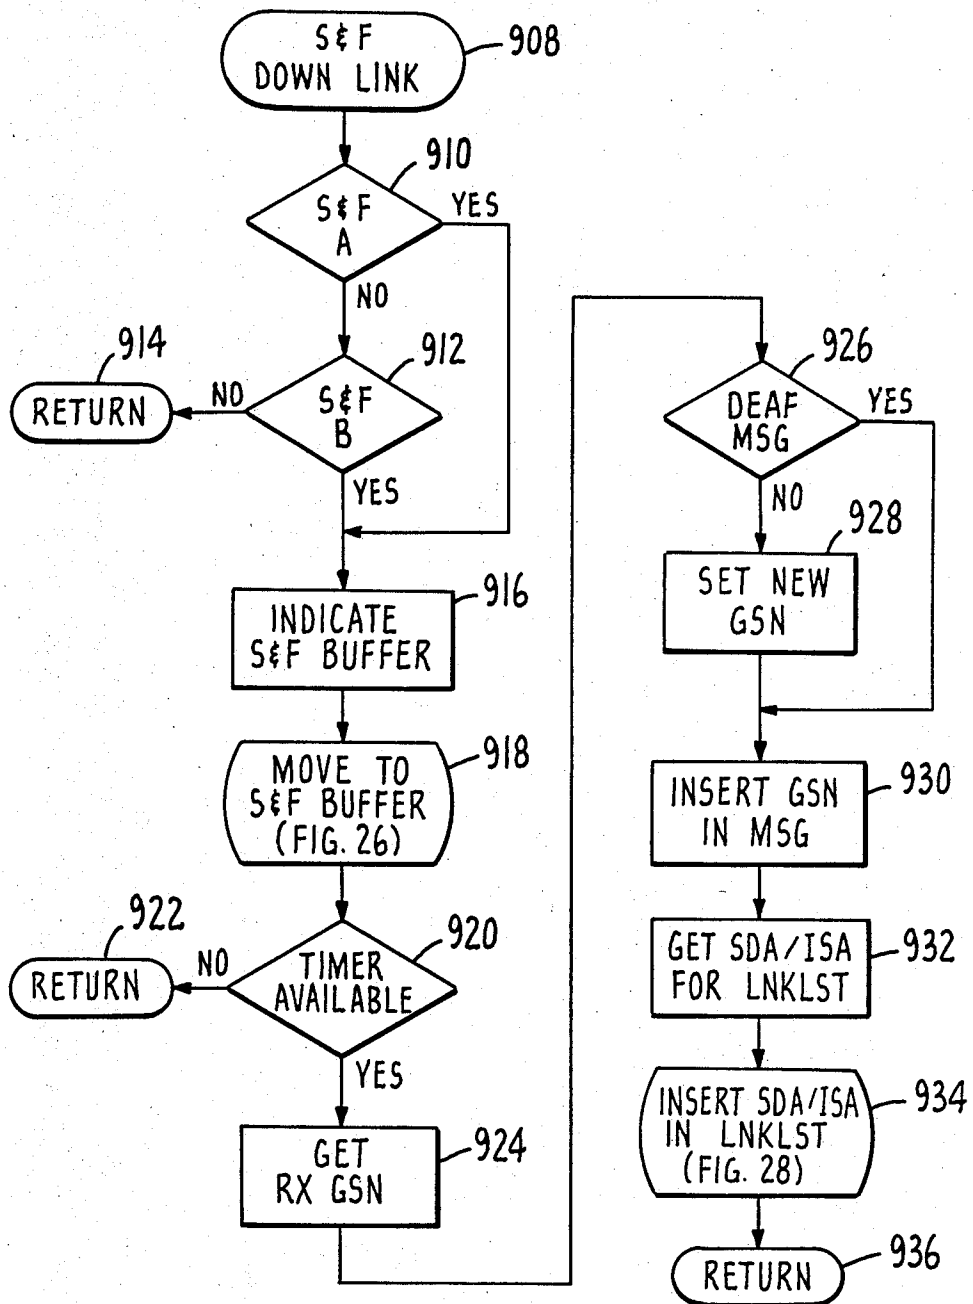 S&F
DOWN LINK
908
910
S&F
A
YES
NO
914
RETURN
NO
912
S&F
B
YES
916
INDICATE
S&F BUFFER
918
MOVE TO
S&F BUFFER
(FIG. 26)
922
RETURN
NO
920
TIMER
AVAILABLE
YES
924
GET
RX GSN
926
DEAF
MSG
YES
NO
928
SET NEW
GSN
930
INSERT GSN
IN MSG
932
GET SDA/ISA
FOR LNKLST
934
INSERT SDA/ISA
IN LNKLST
(FIG. 28)
936
RETURN